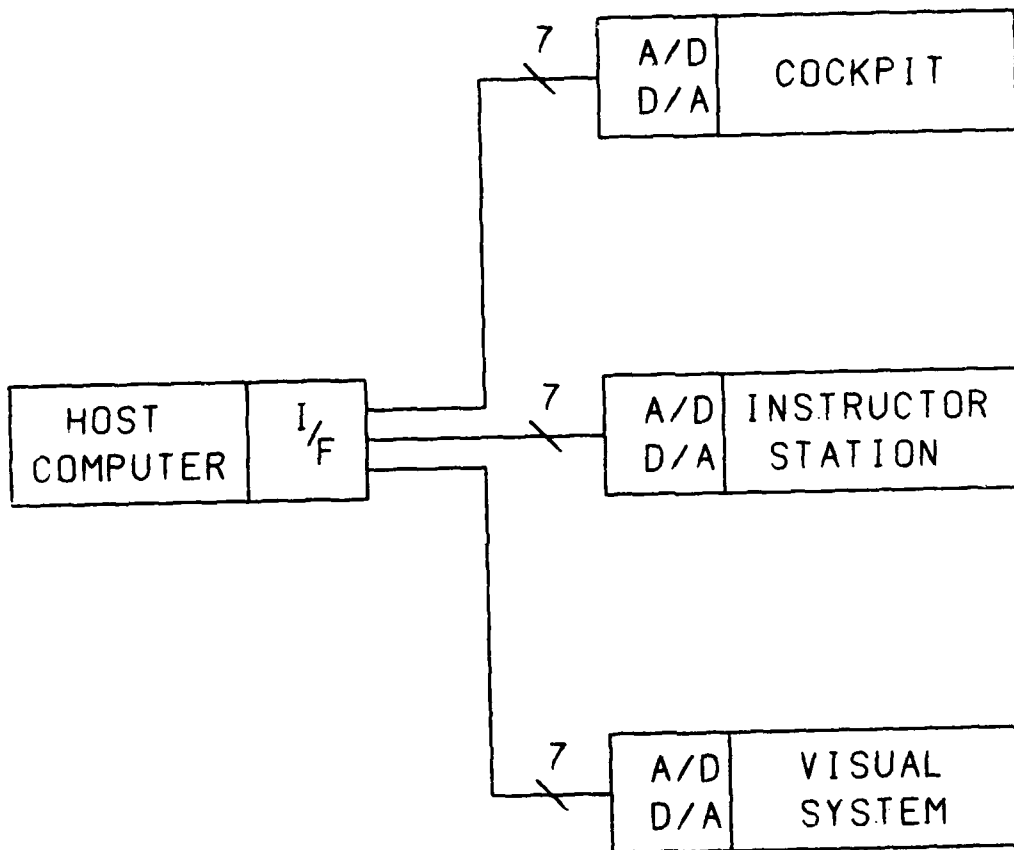 7
A/D
D/A
COCKPIT
HOST
COMPUTER
I/F
7
A/D
D/A
INSTRUCTOR
STATION
7
A/D
D/A
VISUAL
SYSTEM